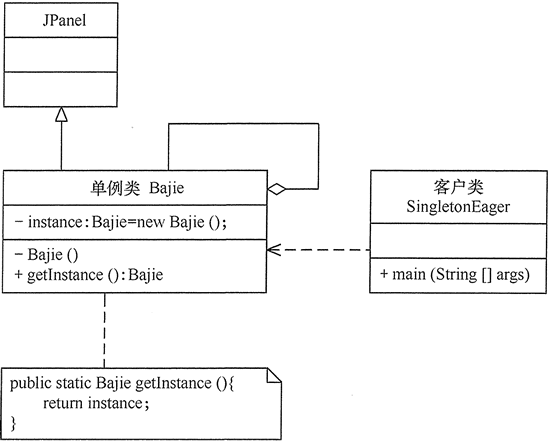 JPanel
单例类 Bajie
- instance:Bajie=new Bajie();
- Bajie()
+ getInstance():Bajie
客户类
SingletonEager
+ main (String [] args)
public static Bajie getInstance (){
return instance;
}